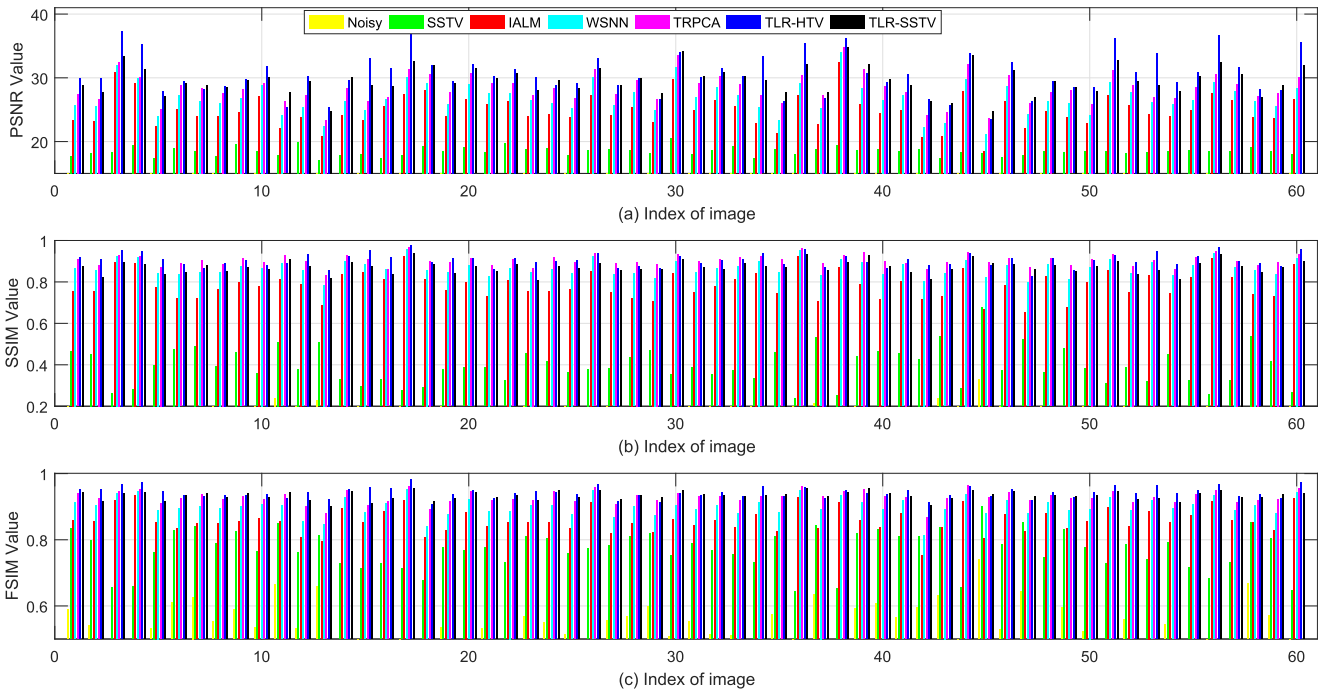 Noisy SSTV IALM WSNN TRPCA TLR-HTV TLR-SSTV
PSNR Value
40
30
20
0 10 20 30 40 50 60
(a) Index of image
SSIM Value
1
0.8
0.6
0.4
0.2
0 10 20 30 40 50 60
(b) Index of image
FSIM Value
1
0.8
0.6
0 10 20 30 40 50 60
(c) Index of image